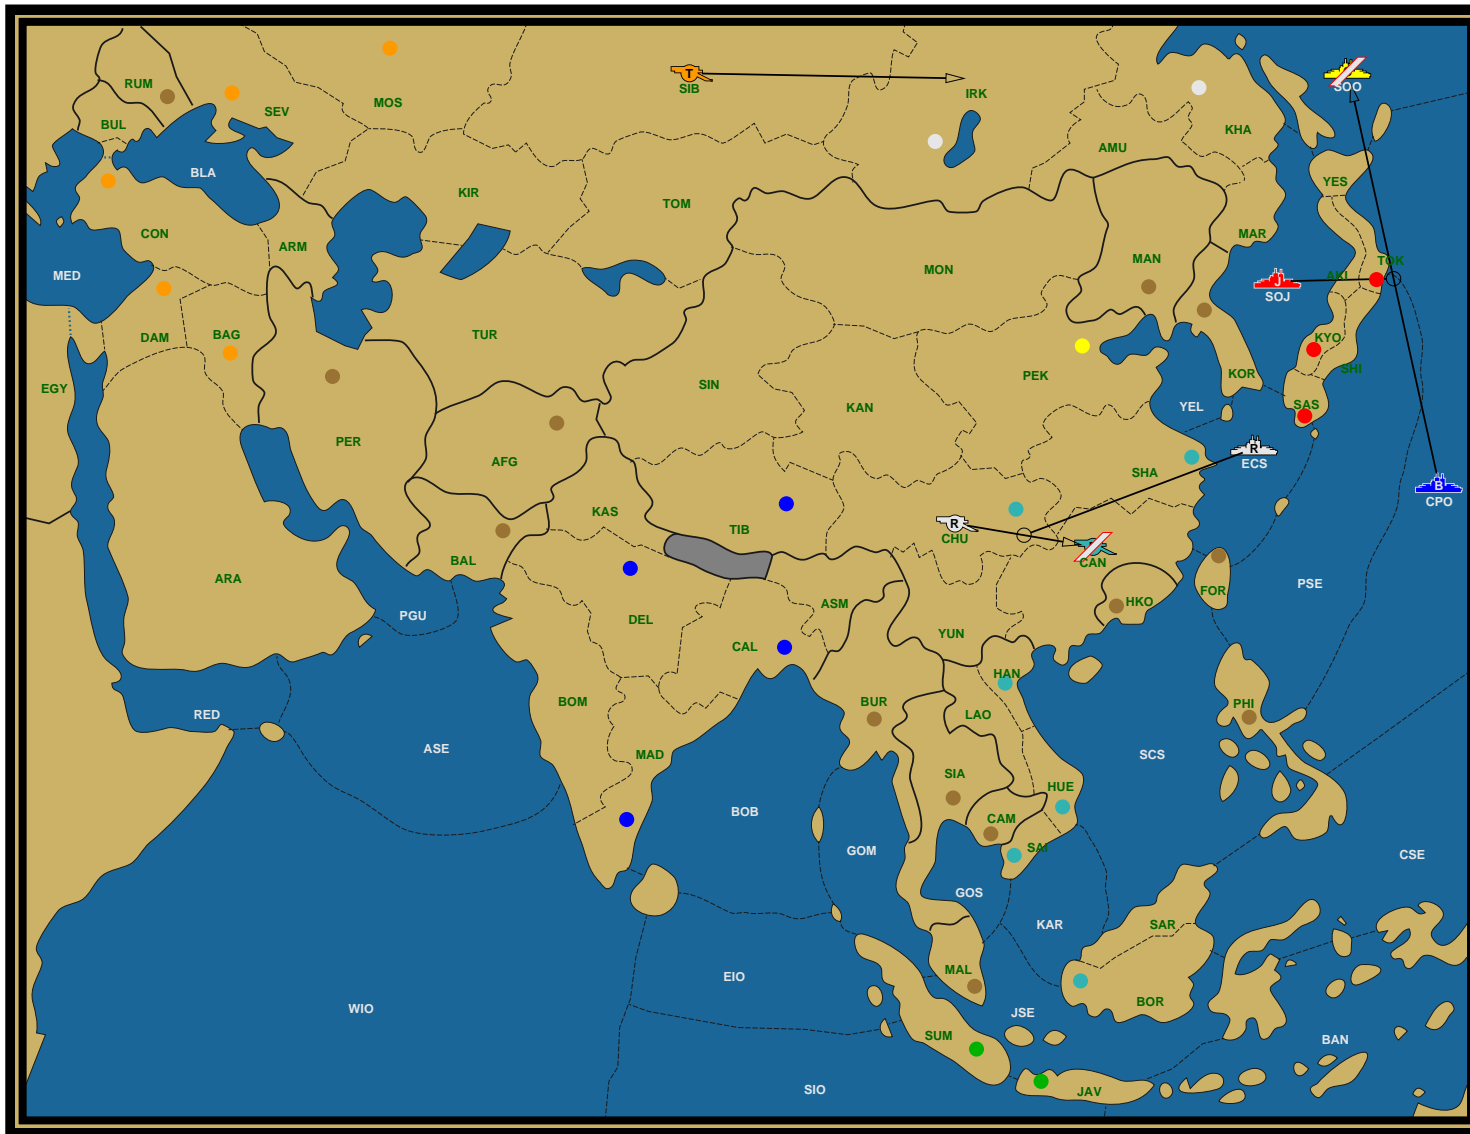 T
SIB
IRK
SOO
RUM
MOS
SEV
BUL
KHA
AMU
BLA
YES
KIR
TOM
CON
ARM
MAR
MED
MON
MAN
AKI
TOK
J
SOJ
DAM
BAG
TUR
KYO
EGY
SIN
PEK
KOR
SHI
KAN
YEL
SAS
PER
AFG
SHA
R
ECS
B
CPO
KAS
TIB
R
CHU
CAN
BAL
ARA
PGU
DEL
ASM
HKO
FOR
PSE
CAL
YUN
HAN
BOM
BUR
LAO
PHI
RED
ASE
MAD
SCS
SIA
HUE
BOB
CAM
GOM
SAI
CSE
GOS
KAR
SAR
EIO
MAL
WIO
JSE
BOR
SUM
BAN
SIO
JAV